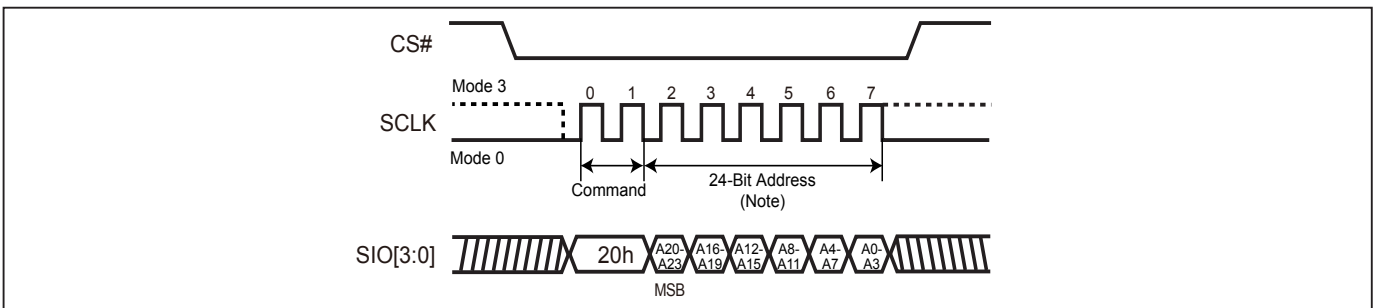 CS#
Mode 3
0 1 2 3 4 5 6 7
SCLK
Mode 0
Command
24-Bit Address
(Note)
SIO[3:0]
20h
A20-
A23
A16-
A19
A12-
A15
A8-
A11
A4-
A7
A0-
A3
MSB